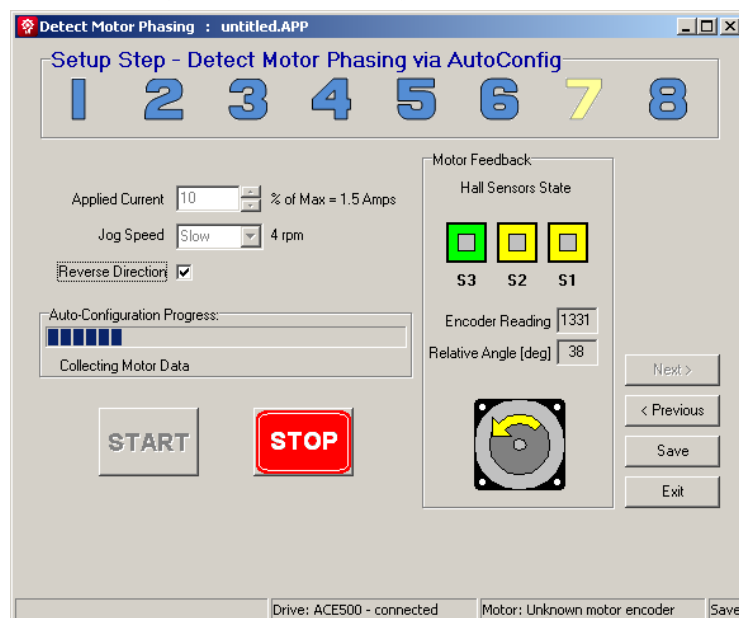 Detect Motor Phasing : untitled.APP
Setup Step - Detect Motor Phasing via AutoConfig
1 2 3 4 5 6 7 8
Applied Current 10 % of Max = 1.5 Amps
Jog Speed Slow 4 rpm
Reverse Direction
Auto-Configuration Progress:
Collecting Motor Data
START
STOP
Motor Feedback
Hall Sensors State
S3 S2 S1
Encoder Reading 1331
Relative Angle [deg] 38
Next >
< Previous
Save
Exit
Drive: ACE500 - connected
Motor: Unknown motor encoder
Save